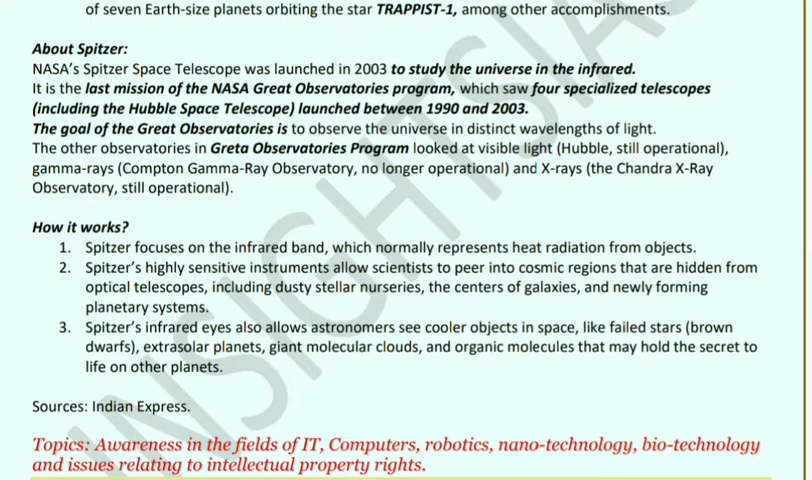 of seven Earth-size planets orbiting the star TRAPPIST-1, among other accomplishments.
About Spitzer:
NASA's Spitzer Space Telescope was launched in 2003 to study the universe in the infrared.
It is the last mission of the NASA Great Observatories program, which saw four specialized telescopes
(including the Hubble Space Telescope) launched between 1990 and 2003.
The goal of the Great Observatories is to observe the universe in distinct wavelengths of light.
The other observatories in Greta Observatories Program looked at visible light (Hubble, still operational),
gamma-rays (Compton Gamma-Ray Observatory, no longer operational) and X-rays (the Chandra X-Ray
Observatory, still operational).
How it works?
1. Spitzer focuses on the infrared band, which normally represents heat radiation from objects.
2. Spitzer's highly sensitive instruments allow scientists to peer into cosmic regions that are hidden from
optical telescopes, including dusty stellar nurseries, the centers of galaxies, and newly forming
planetary systems.
3. Spitzer's infrared eyes also allows astronomers see cooler objects in space, like failed stars (brown
dwarfs), extrasolar planets, giant molecular clouds, and organic molecules that may hold the secret to
life on other planets.
Sources: Indian Express.
Topics: Awareness in the fields of IT, Computers, robotics, nano-technology, bio-technology
and issues relating to intellectual property rights.
INSIGHTSIAS